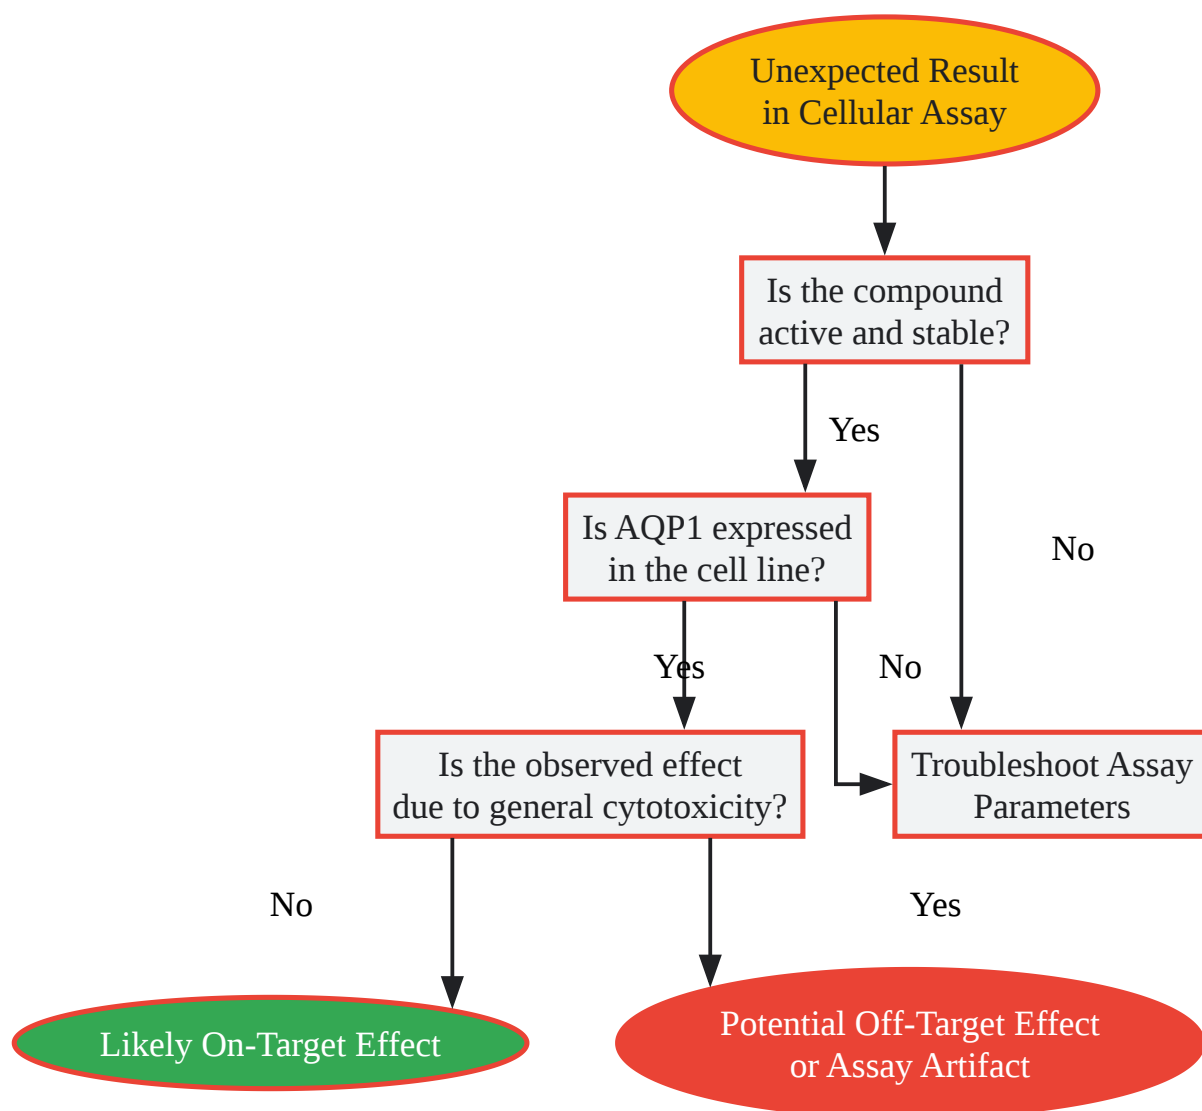 Unexpected Result
in Cellular Assay
Is the compound
active and stable?
Yes
No
Is AQP1 expressed
in the cell line?
Yes
No
Is the observed effect
due to general cytotoxicity?
Troubleshoot Assay
Parameters
No
Yes
Likely On-Target Effect
Potential Off-Target Effect
or Assay Artifact